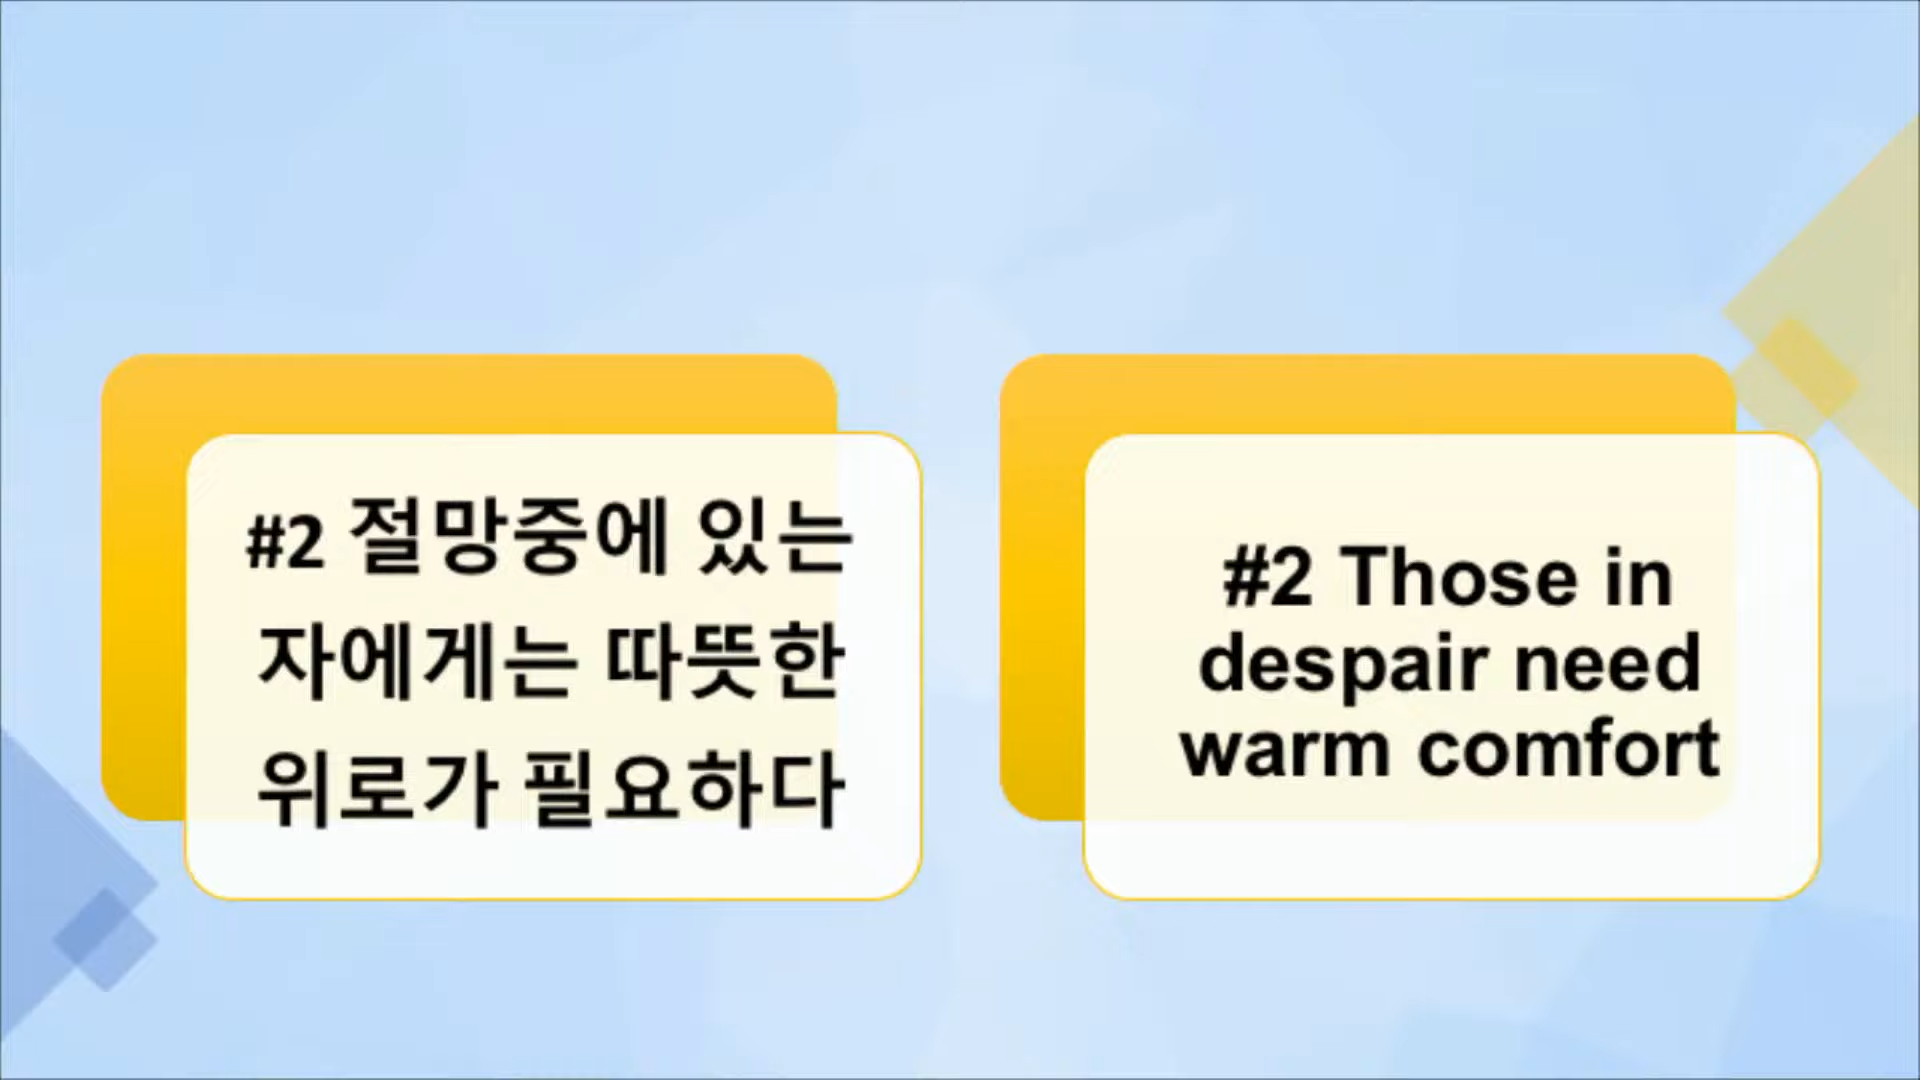 #2 절망중에 있는
자에게는 따뜻한
위로가 필요하다
#2 Those in
despair need
warm comfort